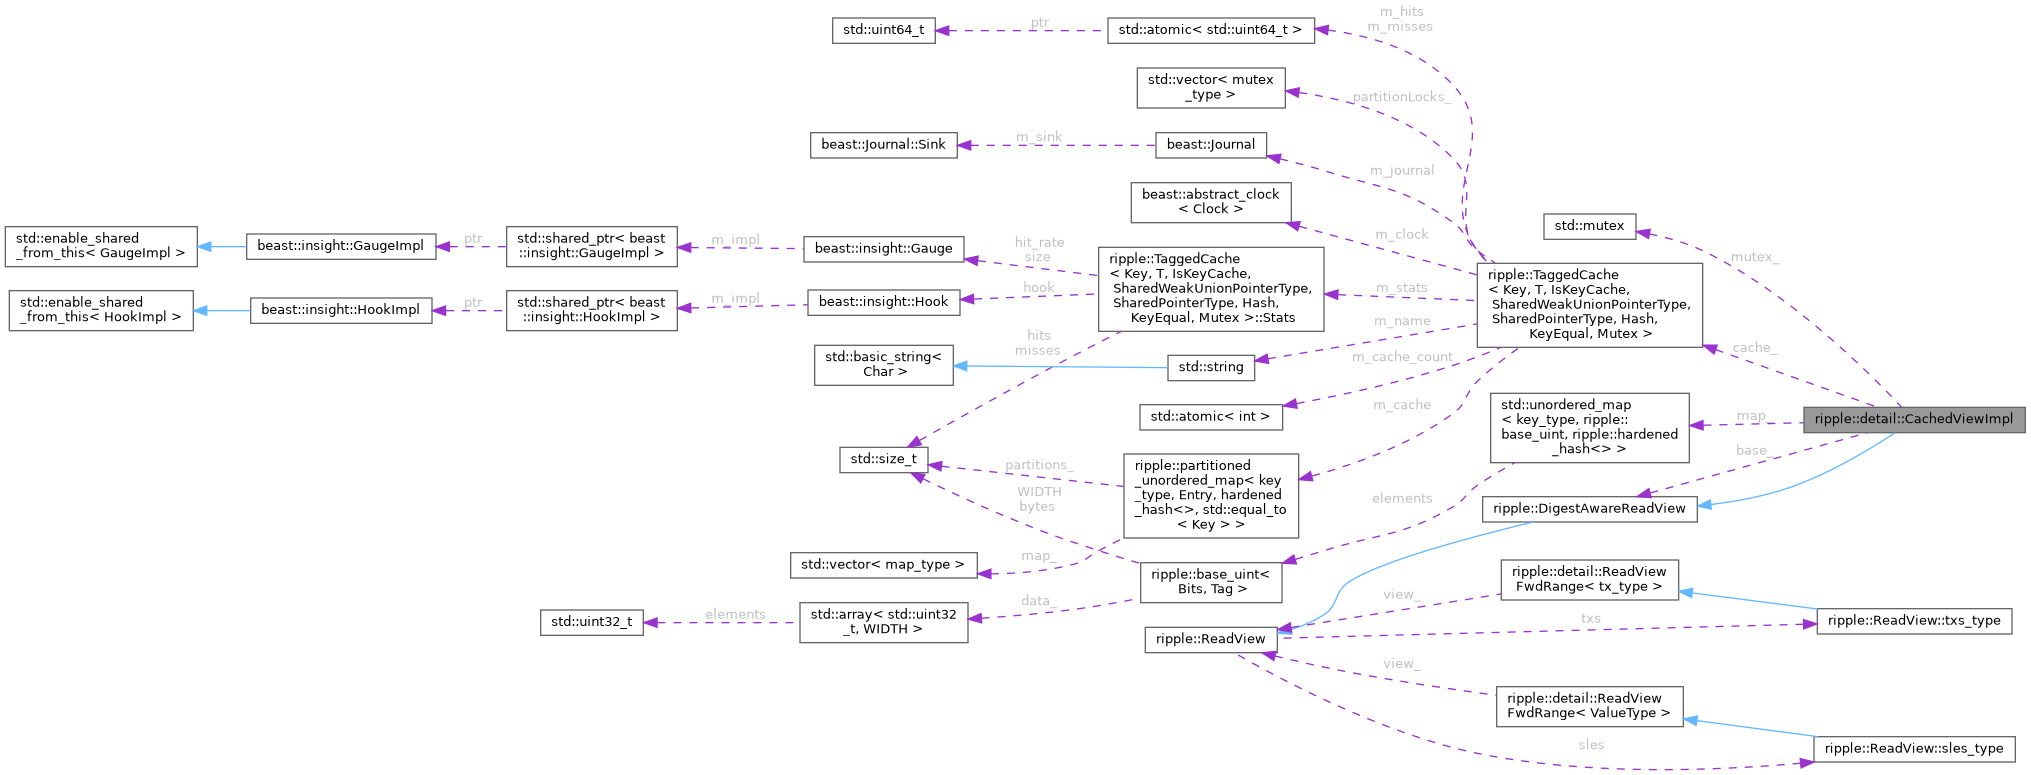 std::uint64_t
ptr
std::atomic< std::uint64_t >
m_hits
m_misses
std::vector< mutex
_type >
partitionLocks_
beast::Journal::Sink
m_sink
beast::Journal
m_journal
beast::abstract_clock
< Clock >
m_clock
std::mutex
mutex_
std::enable_shared
_from_this< GaugeImpl >
beast::insight::GaugeImpl
ptr
std::shared_ptr< beast
::insight::GaugeImpl >
m_impl
beast::insight::Gauge
hit_rate
size
std::enable_shared
_from_this< HookImpl >
beast::insight::HookImpl
ptr
std::shared_ptr< beast
::insight::HookImpl >
m_impl
beast::insight::Hook
hook
ripple::TaggedCache
< Key, T, IsKeyCache,
SharedWeakUnionPointerType,
SharedPointerType, Hash,
KeyEqual, Mutex >::Stats
m_stats
ripple::TaggedCache
< Key, T, IsKeyCache,
SharedWeakUnionPointerType,
SharedPointerType, Hash,
KeyEqual, Mutex >
m_name
hits
misses
std::basic_string<
Char >
std::string
m_cache_count
std::atomic< int >
m_cache
cache_
std::unordered_map
< key_type, ripple::
base_uint, ripple::hardened
_hash<> >
map_
ripple::detail::CachedViewImpl
base_
std::size_t
partitions_
ripple::partitioned
_unordered_map< key
_type, Entry, hardened
_hash<>, std::equal_to
< Key > >
WIDTH
bytes
elements
ripple::DigestAwareReadView
std::vector< map_type >
map_
ripple::base_uint<
Bits, Tag >
std::uint32_t
elements
std::array< std::uint32
_t, WIDTH >
data_
ripple::detail::ReadView
FwdRange< tx_type >
view_
ripple::ReadView
txs
ripple::ReadView::txs_type
view_
ripple::detail::ReadView
FwdRange< ValueType >
sles
ripple::ReadView::sles_type